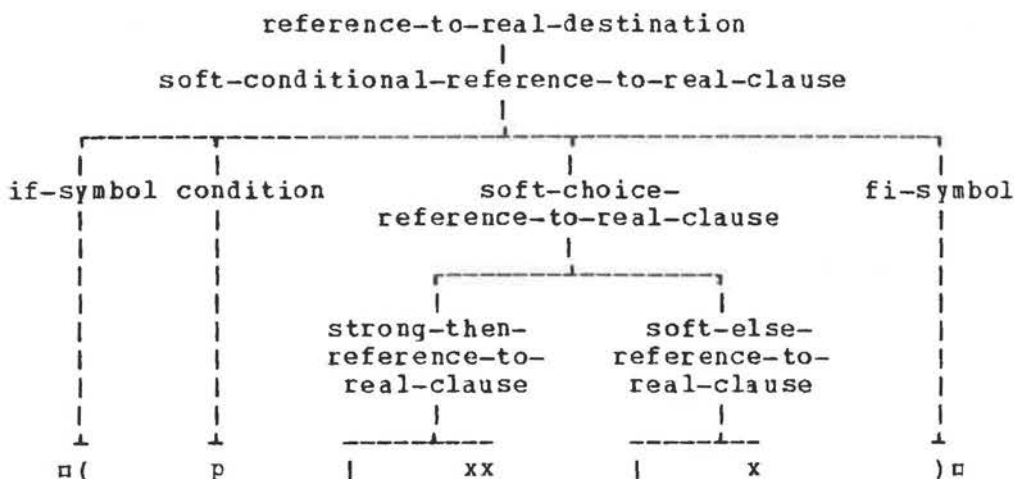 reference-to-real-destination
soft-conditional-reference-to-real-clause
if-symbol condition soft-choice- fi-symbol
reference-to-real-clause
strong-then- soft-else-
reference-to- reference-to-
real-clause real-clause
¤( p | xx | x )¤